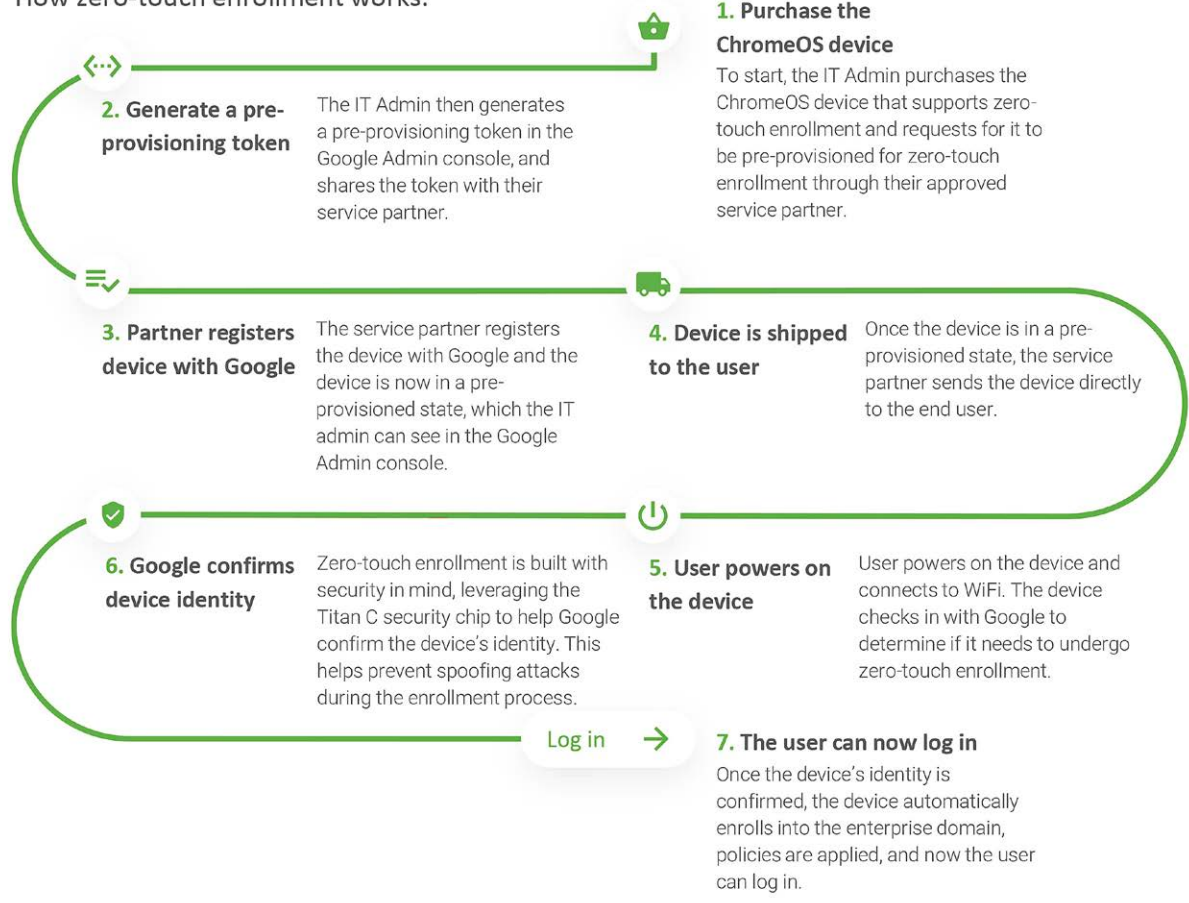 How zero-touch enrollment works:
1. Purchase the
ChromeOS device
To start, the IT Admin purchases the
ChromeOS device that supports zero-
touch enrollment and requests for it to
be pre-provisioned for zero-touch
enrollment through their approved
service partner.
2. Generate a pre-
provisioning token
The IT Admin then generates
a pre-provisioning token in the
Google Admin console, and
shares the token with their
service partner.
3. Partner registers
device with Google
The service partner registers
the device with Google and the
device is now in a pre-
provisioned state, which the IT
admin can see in the Google
Admin console.
4. Device is shipped
to the user
Once the device is in a pre-
provisioned state, the service
partner sends the device directly
to the end user.
5. User powers on
the device
User powers on the device and
connects to WiFi. The device
checks in with Google to
determine if it needs to undergo
zero-touch enrollment.
6. Google confirms
device identity
Zero-touch enrollment is built with
security in mind, leveraging the
Titan C security chip to help Google
confirm the device's identity. This
helps prevent spoofing attacks
during the enrollment process.
Log in
7. The user can now log in
Once the device's identity is
confirmed, the device automatically
enrolls into the enterprise domain,
policies are applied, and now the user
can log in.